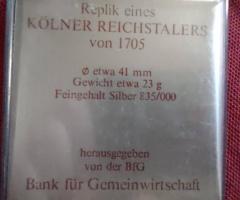 Replik eines
KÖLNER REICHSTALERS
von 1705
ø etwa 41 mm
Gewicht etwa 23 g
Feingehalt Silber 835/000
herausgegeben
von der BfG
Bank für Gemeinwirtschaft